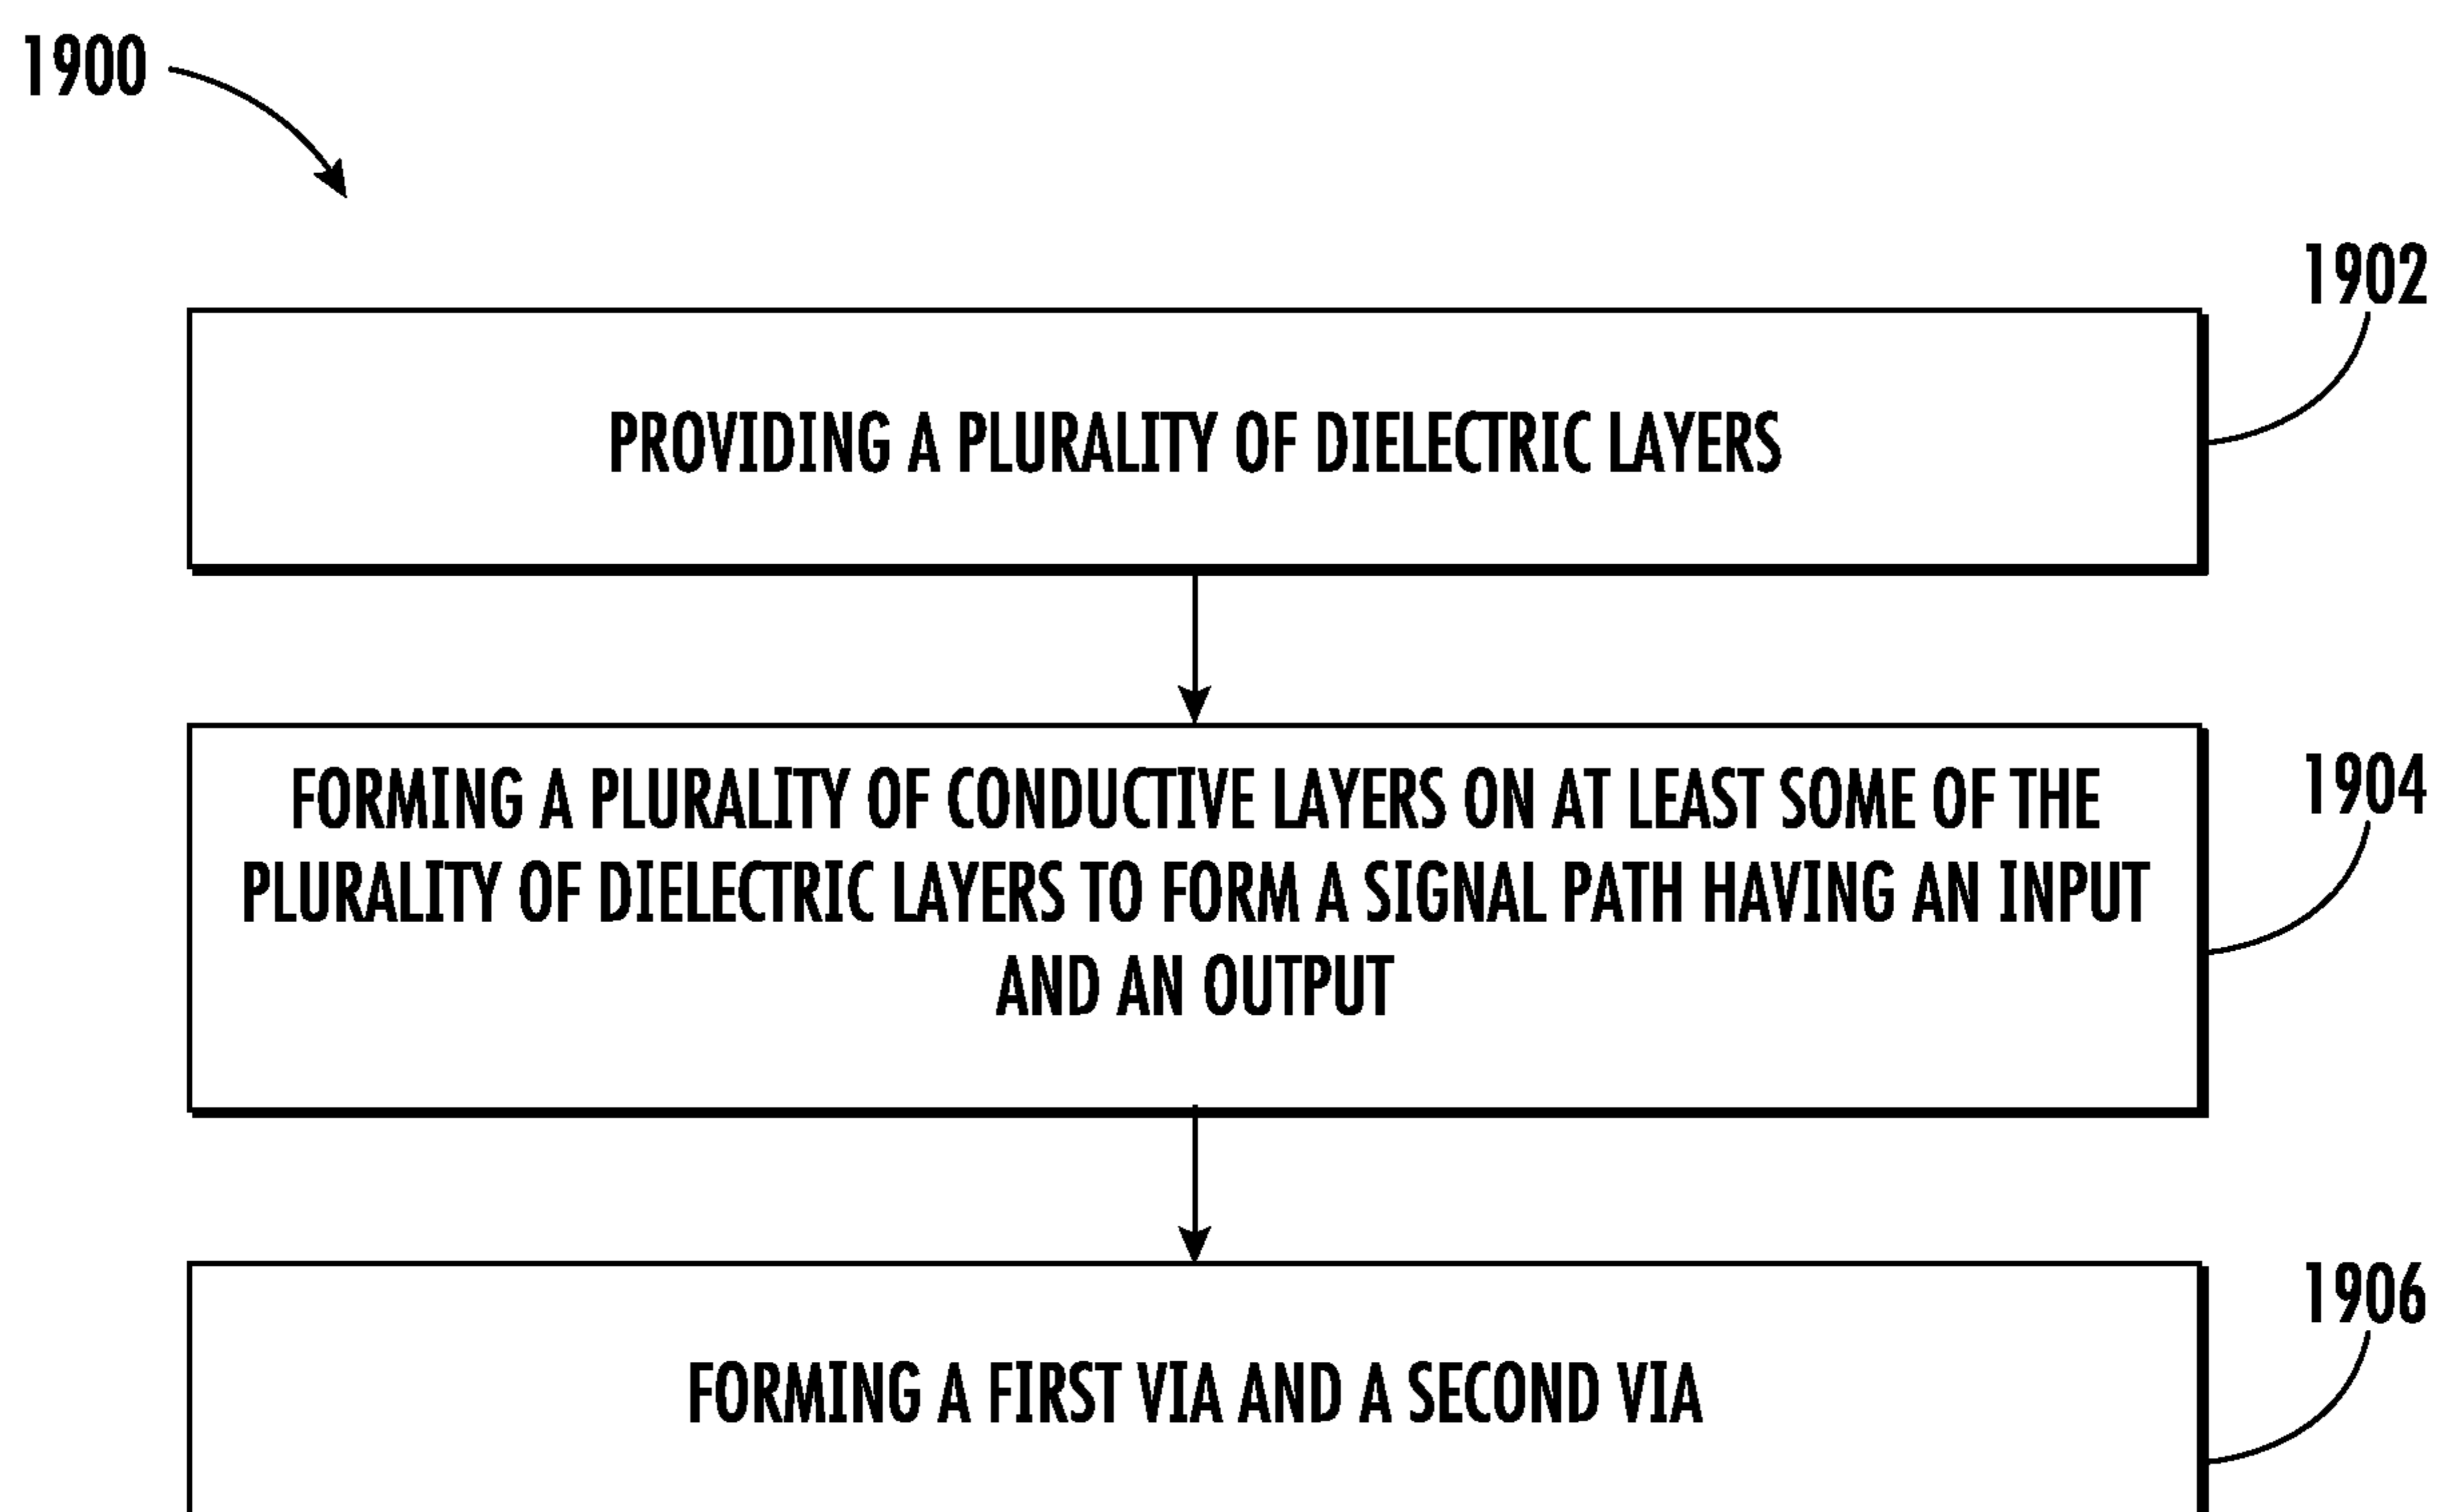 1900
1902
PROVIDING A PLURALITY OF DIELECTRIC LAYERS
1904
FORMING A PLURALITY OF CONDUCTIVE LAYERS ON AT LEAST SOME OF THE
PLURALITY OF DIELECTRIC LAYERS TO FORM A SIGNAL PATH HAVING AN INPUT
AND AN OUTPUT
1906
FORMING A FIRST VIA AND A SECOND VIA